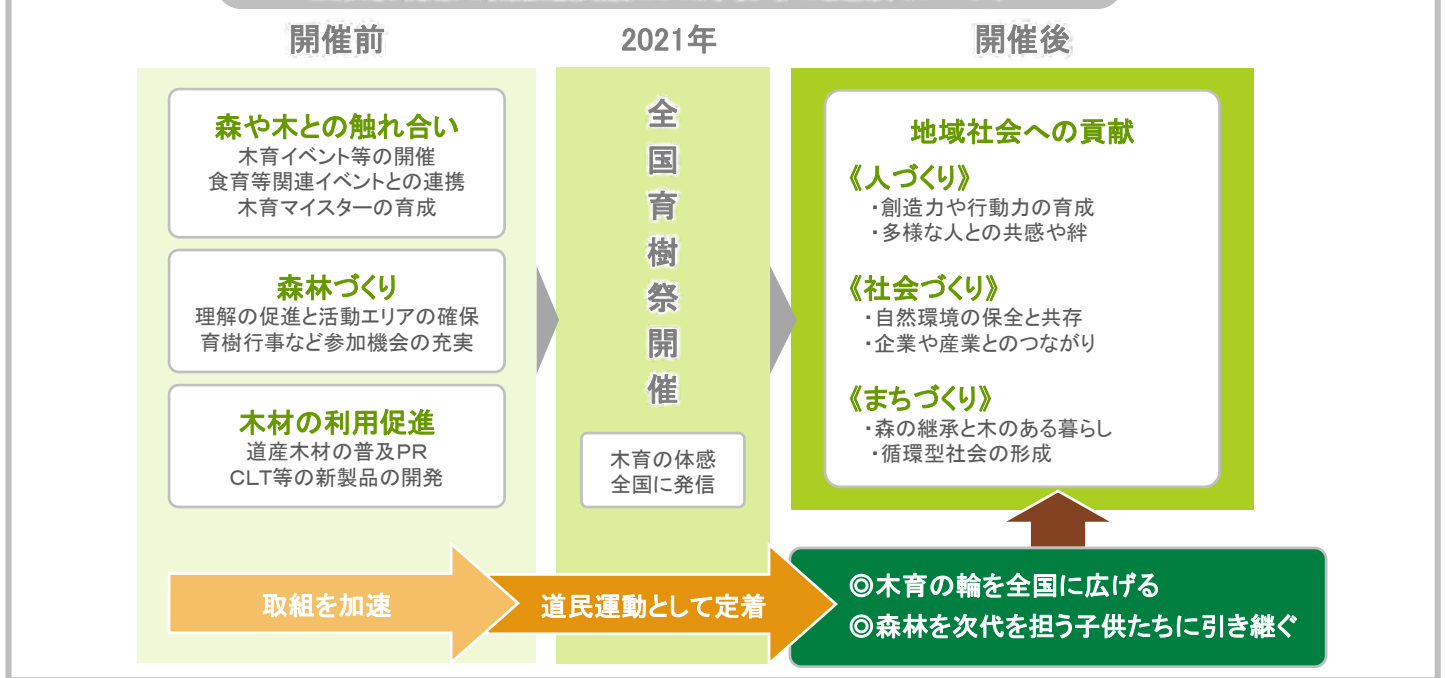 開催前
2021年
開催後
森や木との触れ合い
木育イベント等の開催
食育等関連イベントとの連携
木育マイスターの育成
森林づくり
理解の促進と活動エリアの確保
育樹行事など参加機会の充実
木材の利用促進
道産木材の普及PR
CLT等の新製品の開発
全国育樹祭開催
木育の体感
全国に発信
地域社会への貢献
《人づくり》
・創造力や行動力の育成
・多様な人との共感や絆
《社会づくり》
・自然環境の保全と共存
・企業や産業とのつながり
《まちづくり》
・森の継承と木のある暮らし
・循環型社会の形成
取組を加速
道民運動として定着
◎木育の輪を全国に広げる
◎森林を次代を担う子供たちに引き継ぐ